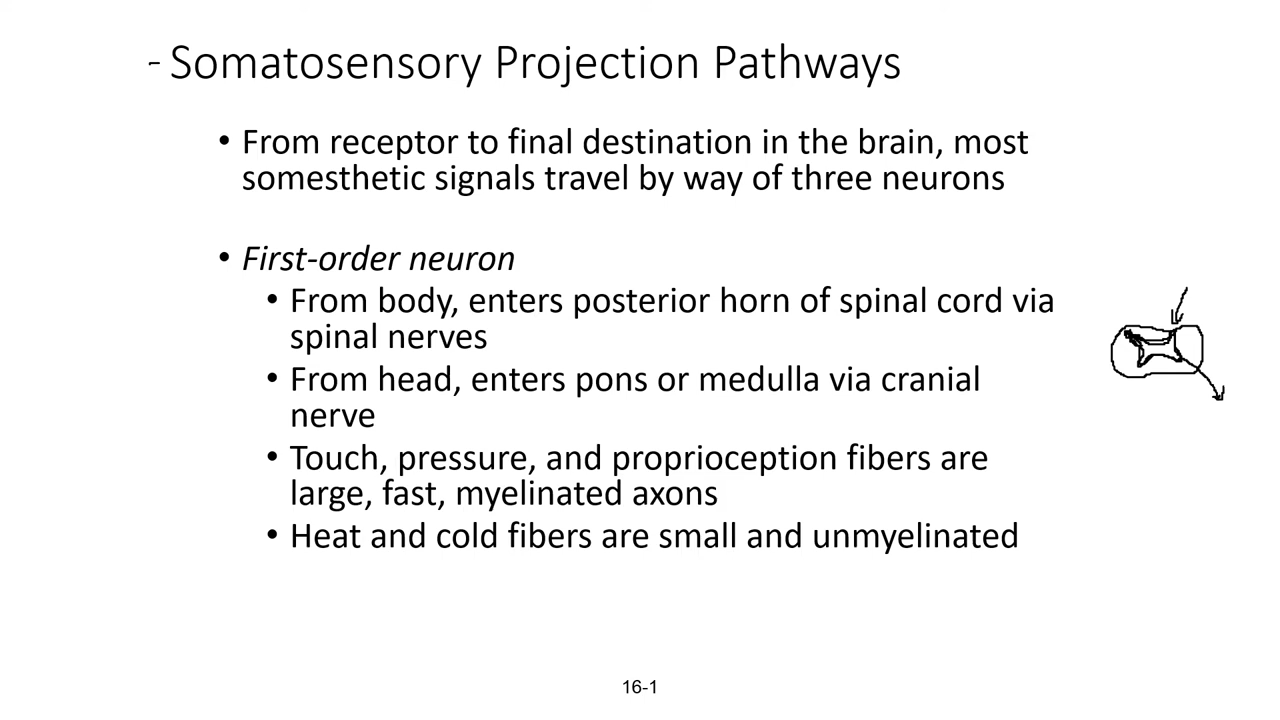 - Somatosensory Projection Pathways
• From receptor to final destination in the brain, most
somesthetic signals travel by way of three neurons
• First-order neuron
• From body, enters posterior horn of spinal cord via
spinal nerves
• From head, enters pons or medulla via cranial
nerve
• Touch, pressure, and proprioception fibers are
large, fast, myelinated axons
• Heat and cold fibers are small and unmyelinated
16-1